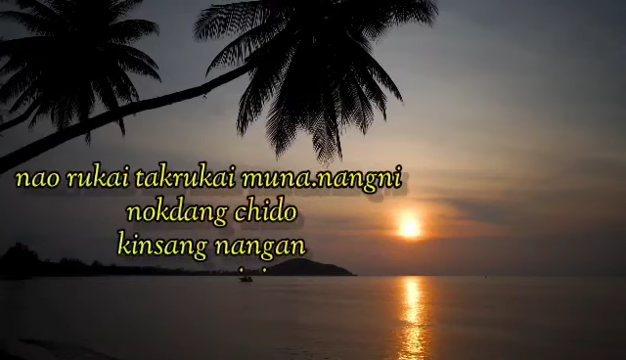 nao rukai takrukai muna.nangni
nokdang chido
kinsang nangan